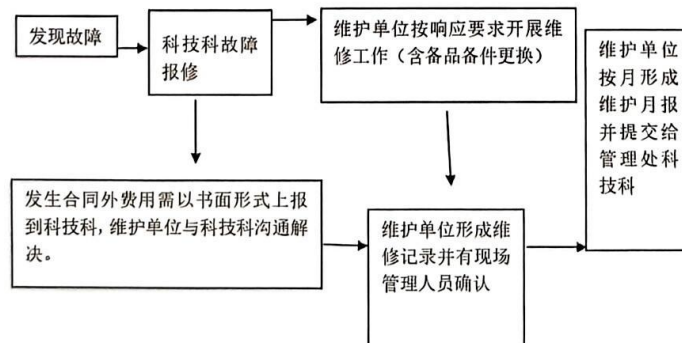 发现故障
科技科故障
报修
维护单位按响应要求开展维
修工作（含备品备件更换）
维护单位
按月形成
维护月报
并提交给
管理处科
技科
发生合同外费用需以书面形式上报
到科技科，维护单位与科技科沟通解
决。
维护单位形成维
修记录并有现场
管理人员确认